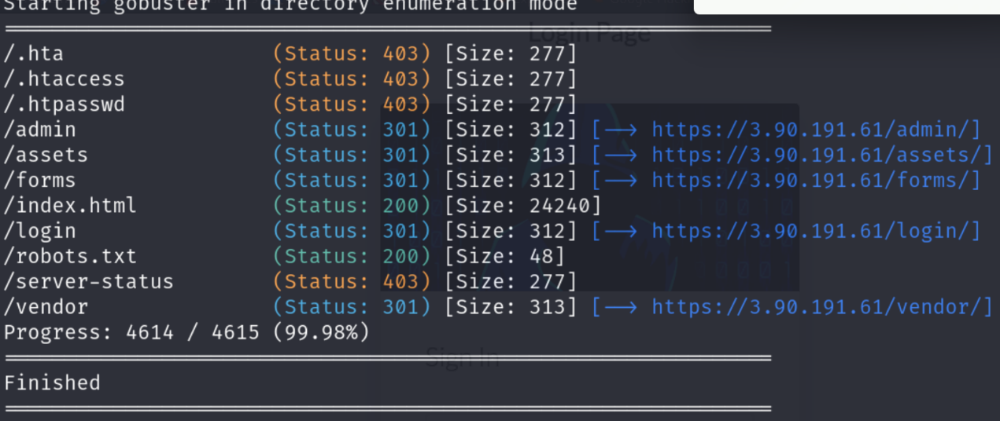 Starting gobuster in directory enumeration mode
Login Page
/.hta (Status: 403) [Size: 277]
/.htaccess (Status: 403) [Size: 277]
/.htpasswd (Status: 403) [Size: 277]
/admin (Status: 301) [Size: 312] [--> https://3.90.191.61/admin/]
/assets (Status: 301) [Size: 313] [--> https://3.90.191.61/assets/]
/forms (Status: 301) [Size: 312] [--> https://3.90.191.61/forms/]
/index.html (Status: 200) [Size: 24240]
/login (Status: 301) [Size: 312] [--> https://3.90.191.61/login/]
/robots.txt (Status: 200) [Size: 48]
/server-status (Status: 403) [Size: 277]
/vendor (Status: 301) [Size: 313] [--> https://3.90.191.61/vendor/]
Progress: 4614 / 4615 (99.98%)
Sign In
Finished